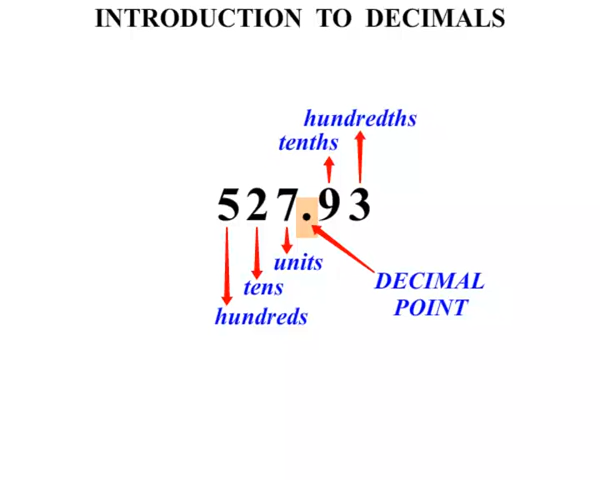 INTRODUCTION TO DECIMALS
hundredths
tenths
527.93
units
tens
hundreds
DECIMAL
POINT